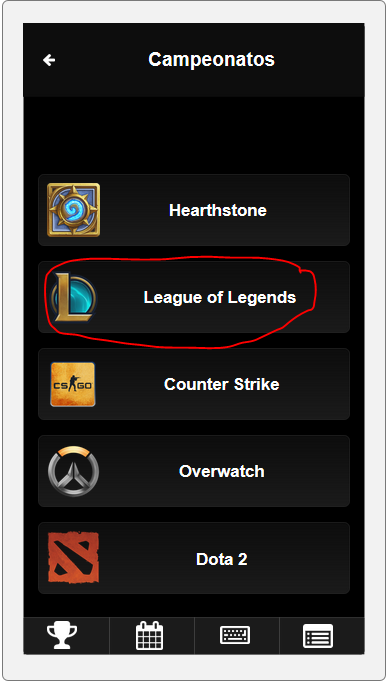 Campeonatos
Hearthstone
League of Legends
CS GO
Counter Strike
Overwatch
Dota 2